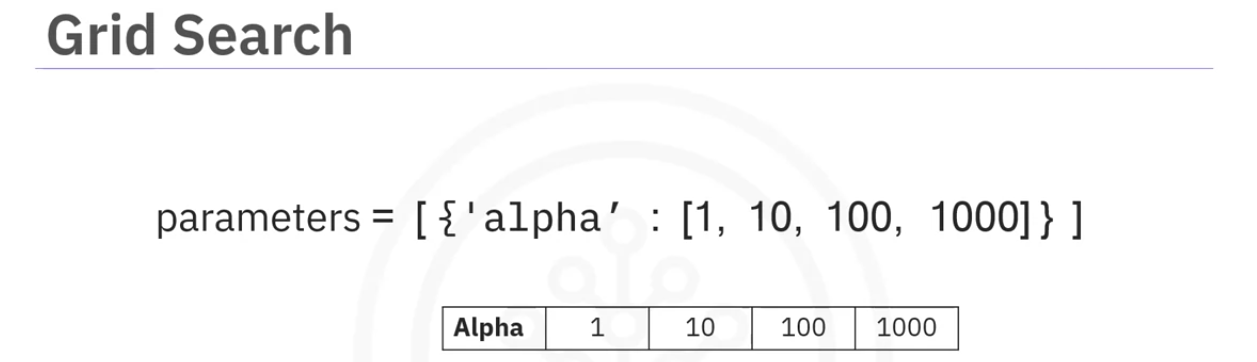 Grid Search
parameters = [{'alpha’ : [1, 10, 100, 1000]} ]
Alpha 1 10 100 1000